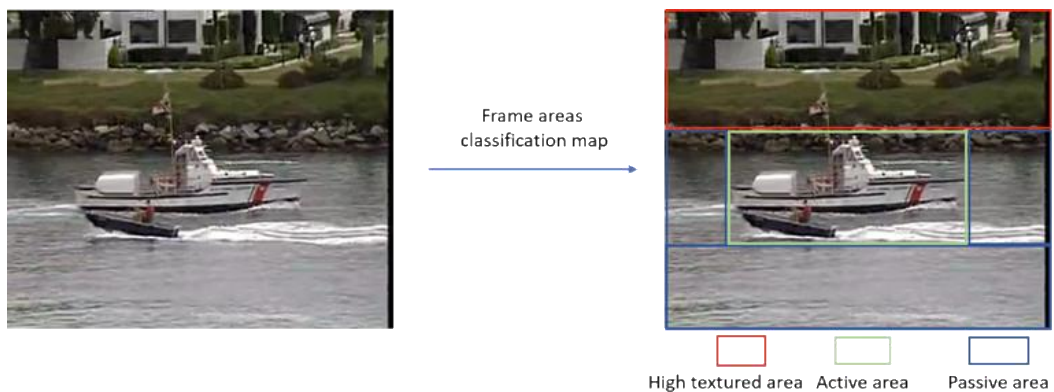 Frame areas
classification map
High textured area
Active area
Passive area